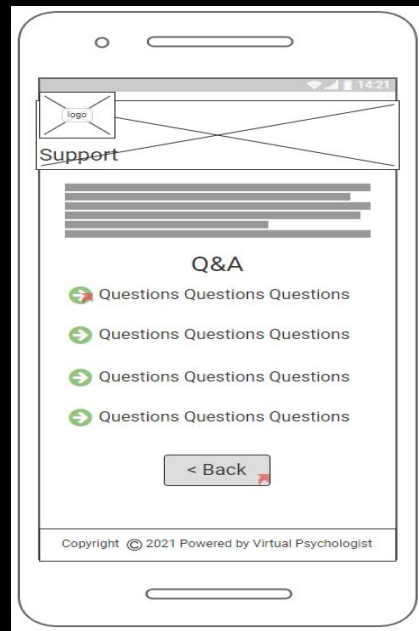 14:21
logo
Support
Q&A
Questions Questions Questions
Questions Questions Questions
Questions Questions Questions
Questions Questions Questions
< Back
Copyright © 2021 Powered by Virtual Psychologist